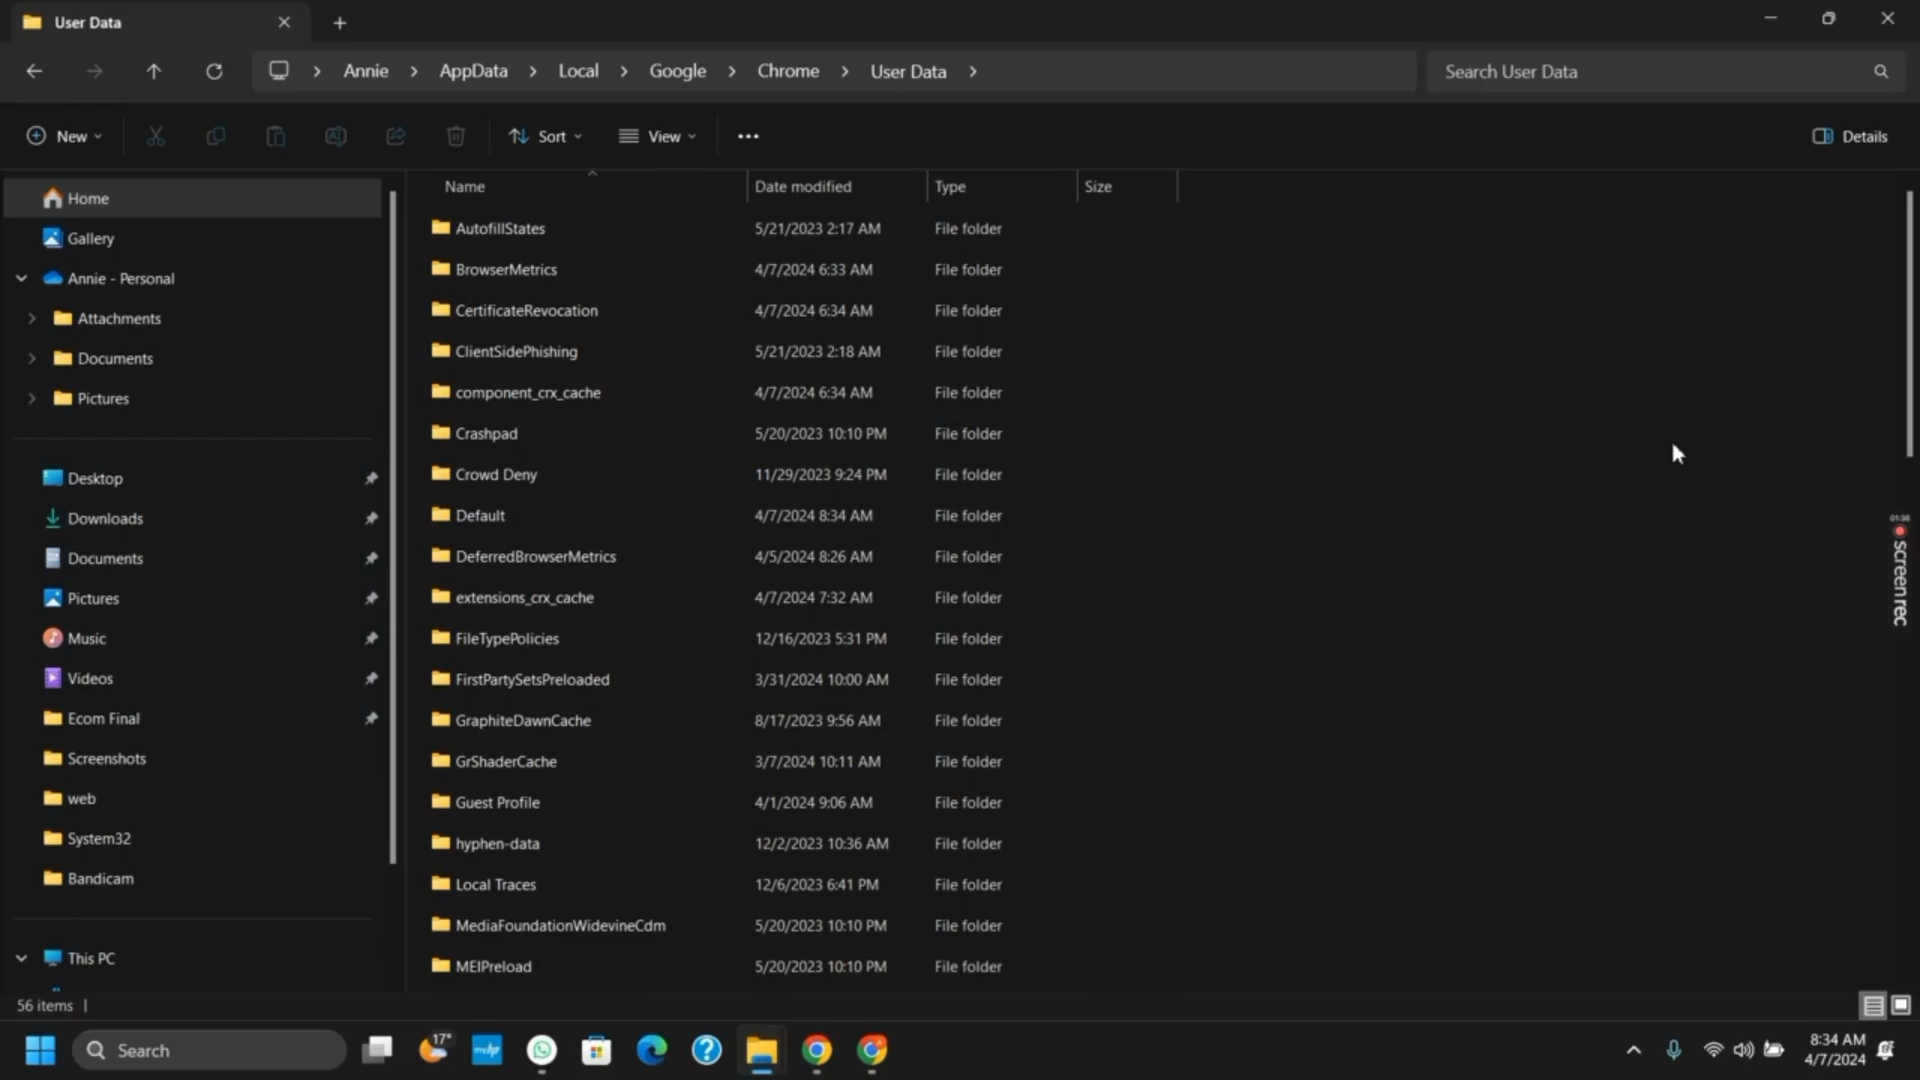 User Data
Annie
AppData
Local
Google
Chrome
User Data
Search User Data
New
Sort
View
Details
Home
Gallery
Annie - Personal
Attachments
Documents
Pictures
Desktop
Downloads
Documents
Pictures
Music
Videos
Ecom Final
Screenshots
web
System32
Bandicam
This PC
Name Date modified Type Size
AutofillStates 5/21/2023 2:17 AM File folder
BrowserMetrics 4/7/2024 6:33 AM File folder
CertificateRevocation 4/7/2024 6:34 AM File folder
ClientSidePhishing 5/21/2023 2:18 AM File folder
component_crx_cache 4/7/2024 6:34 AM File folder
Crashpad 5/20/2023 10:10 PM File folder
Crowd Deny 11/29/2023 9:24 PM File folder
Default 4/7/2024 8:34 AM File folder
DeferredBrowserMetrics 4/5/2024 8:26 AM File folder
extensions_crx_cache 4/7/2024 7:32 AM File folder
FileTypePolicies 12/16/2023 5:31 PM File folder
FirstPartySetsPreloaded 3/31/2024 10:00 AM File folder
GraphiteDawnCache 8/17/2023 9:56 AM File folder
GrShaderCache 3/7/2024 10:11 AM File folder
Guest Profile 4/1/2024 9:06 AM File folder
hyphen-data 12/2/2023 10:36 AM File folder
Local Traces 12/6/2023 6:41 PM File folder
MediaFoundationWidevineCdm 5/20/2023 10:10 PM File folder
MEIPreload 5/20/2023 10:10 PM File folder
screenrec
56 items
Search
17°
myhp
8:34 AM
4/7/2024